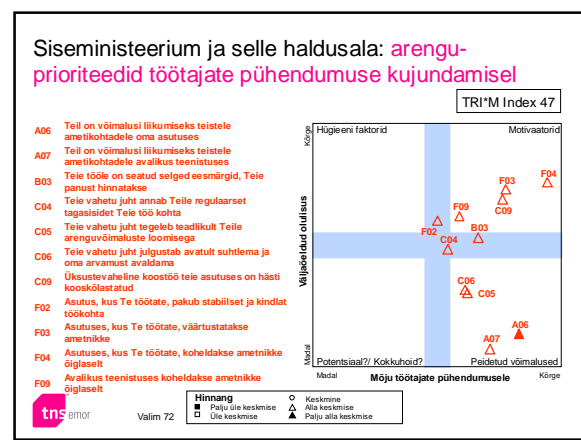 Siseministeerium ja selle haldusala: arengu-
prioriteedid töötajate pühendumuse kujundamisel
TRI*M Index 47
A06 Teil on võimalusi liikumiseks teistele
ametikohtadele oma asutuses
A07 Teil on võimalusi liikumiseks teistele
ametikohtadele avalikus teenistuses
B03 Teie tööle on seatud selged eesmärgid, Teie
panust hinnatakse
C04 Teie vahetu juht annab Teile regulaarset
tagasisidet Teie töö kohta
C05 Teie vahetu juht tegeleb teadlikult Teile
arenguvõimaluste loomisega
C06 Teie vahetu juht julgustab avatult suhtlema ja
oma arvamust avaldama
C09 Üksustevaheline koostöö teie asutuses on hästi
kooskõlastatud
F02 Asutus, kus Te töötate, pakub stabiilset ja kindlat
töökohta
F03 Asutuses, kus Te töötate, väärtustatakse
ametnikke
F04 Asutuses, kus Te töötate, koheldakse ametnikke
õiglaselt
F09 Avalikus teenistuses koheldakse ametnikke
õiglaselt
Kõrge
Väljaöeldud olulisus
Madal
Hügieeni faktorid
Motivaatorid
F04
F03
C09
F09
F02
B03
C04
C06
C05
A06
A07
Potentsiaal?/ Kokkuhoid?
Peidetud võimalused
Madal
Mõju töötajate pühendumusele
Kõrge
tns emor
Valim 72
Hinnang
Palju üle keskmise
Üle keskmise
Keskmine
Alla keskmise
Palju alla keskmise